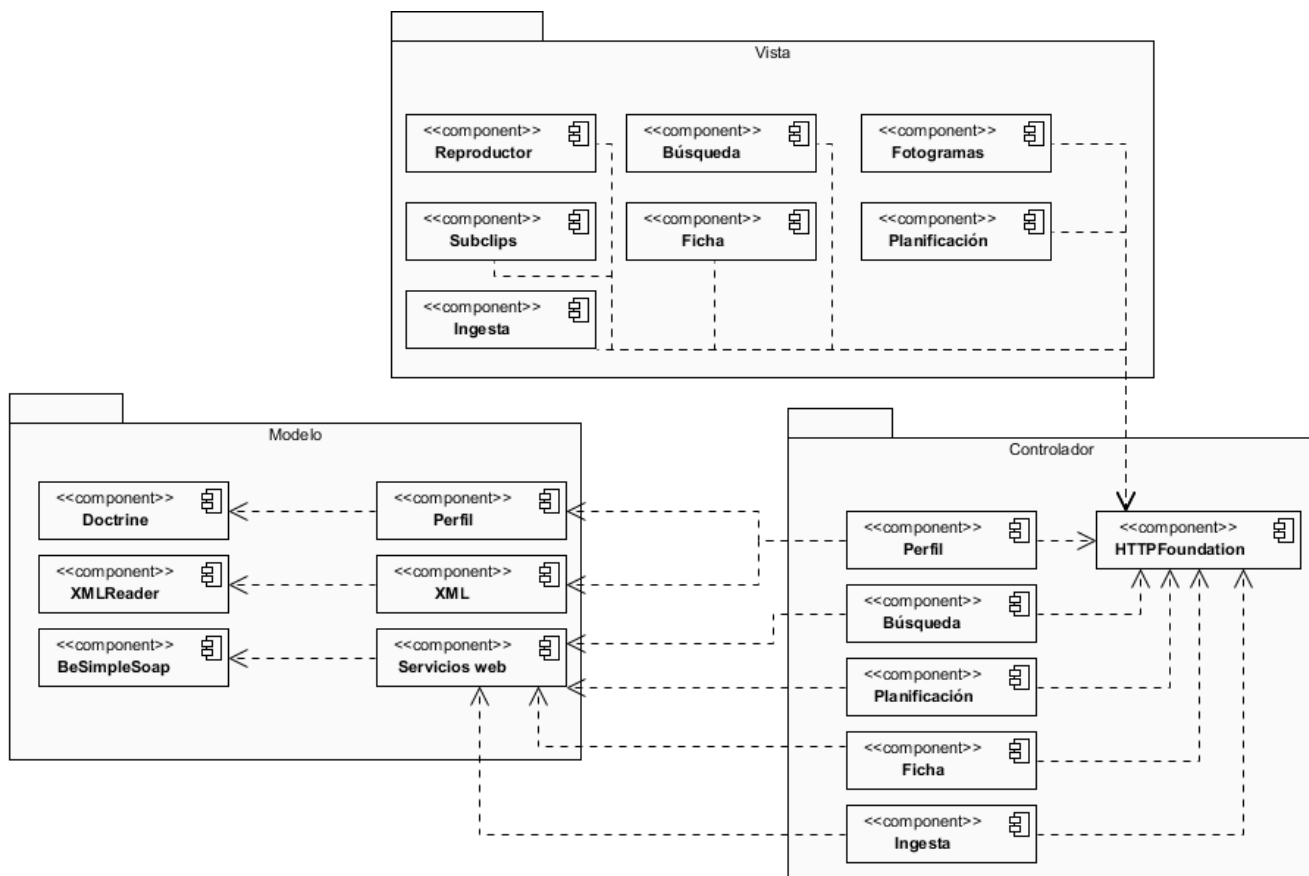 Vista
<<component>>
Reproductor
<<component>>
Búsqueda
<<component>>
Fotogramas
<<component>>
Subclips
<<component>>
Ficha
<<component>>
Planificación
<<component>>
Ingesta
Modelo
<<component>>
Doctrine
<<component>>
Perfil
<<component>>
XMLReader
<<component>>
XML
<<component>>
BeSimpleSoap
<<component>>
Servicios web
Controlador
<<component>>
Perfil
<<component>>
HTTPFoundation
<<component>>
Búsqueda
<<component>>
Planificación
<<component>>
Ficha
<<component>>
Ingesta